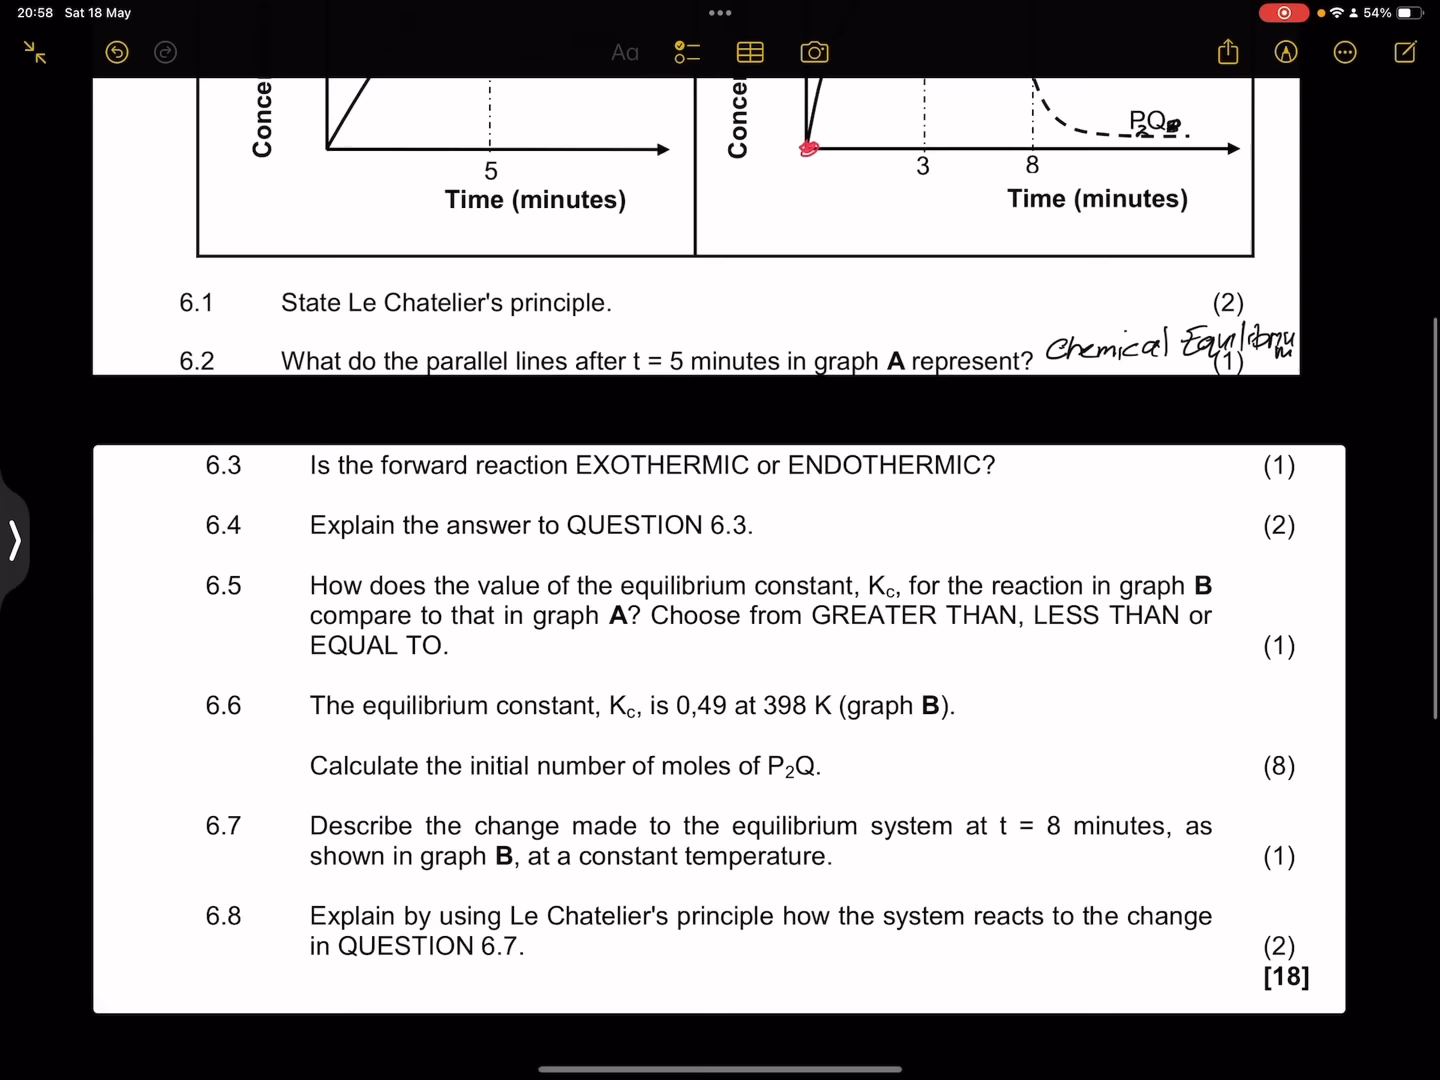 20:58 Sat 18 May
54%
Aa
Conce
5
Time (minutes)
Conce
P2Q
3
8
Time (minutes)
6.1 State Le Chatelier's principle. (2)
Chemical Equilibrium
6.2 What do the parallel lines after t = 5 minutes in graph A represent? (1)
6.3 Is the forward reaction EXOTHERMIC or ENDOTHERMIC? (1)
6.4 Explain the answer to QUESTION 6.3. (2)
6.5 How does the value of the equilibrium constant, Kc, for the reaction in graph B
compare to that in graph A? Choose from GREATER THAN, LESS THAN or
EQUAL TO. (1)
6.6 The equilibrium constant, Kc, is 0,49 at 398 K (graph B).
Calculate the initial number of moles of P2Q. (8)
6.7 Describe the change made to the equilibrium system at t = 8 minutes, as
shown in graph B, at a constant temperature. (1)
6.8 Explain by using Le Chatelier's principle how the system reacts to the change
in QUESTION 6.7. (2)
[18]